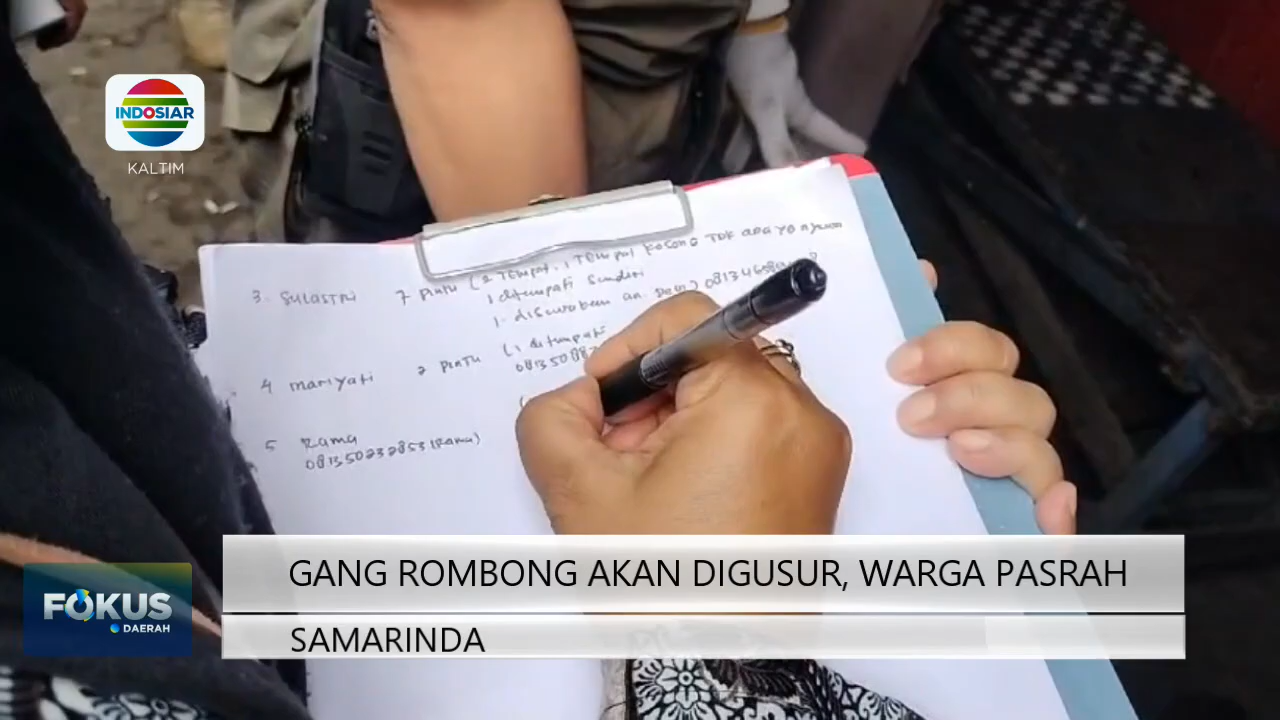 INDOSIAR
KALTIM
3. SULASTRI 7 PINTU (2 TEMPAT. 1 TEMPAT KOSONG TDK ADA YG
1 ditempati Sendiri
1. disewakan an.
4 mariyati 2 PINTU (1 ditempati
5 Rama
081350232853 (Rama)
GANG ROMBONG AKAN DIGUSUR, WARGA PASRAH
FOKUS
DAERAH
SAMARINDA